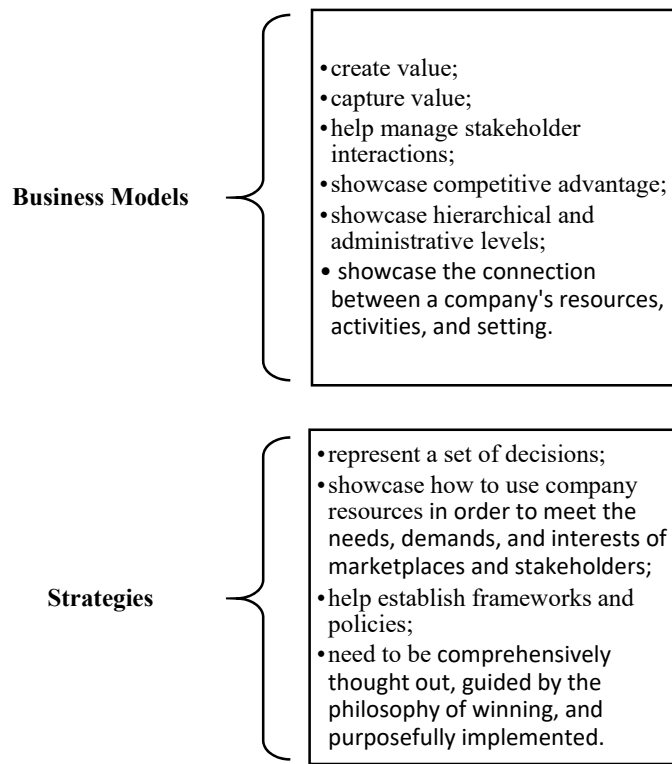 Business Models
•create value;
•capture value;
•help manage stakeholder
interactions;
•showcase competitive advantage;
•showcase hierarchical and
administrative levels;
• showcase the connection
between a company's resources,
activities, and setting.
Strategies
•represent a set of decisions;
•showcase how to use company
resources in order to meet the
needs, demands, and interests of
marketplaces and stakeholders;
•help establish frameworks and
policies;
•need to be comprehensively
thought out, guided by the
philosophy of winning, and
purposefully implemented.